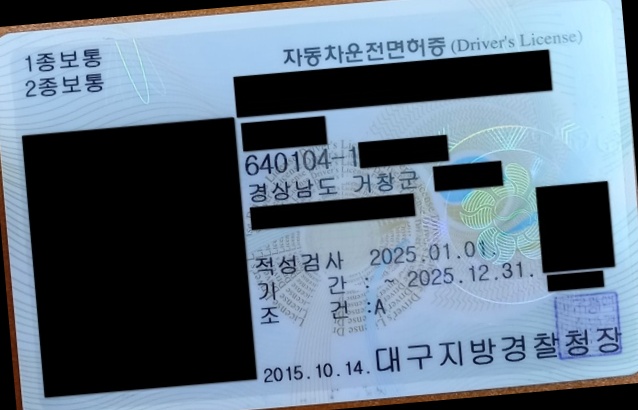 1종보통
2종보통
자동차운전면허증 (Driver's License)
640104-1
경상남도 거창군
적성검사 2025.01.01.
기 간 : ~ 2025.12.31.
조 건 :A
2015.10.14. 대구지방경찰청장